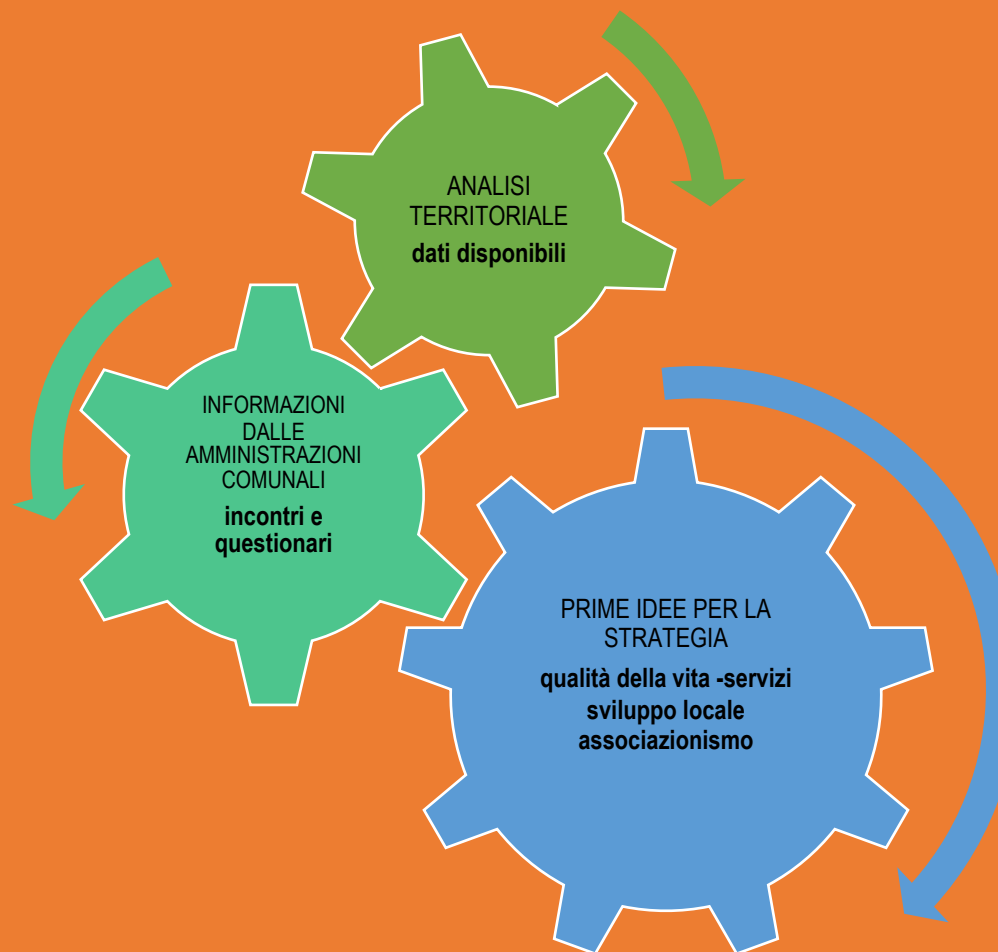 ANALISI
TERRITORIALE
dati disponibili
INFORMAZIONI
DALLE
AMMINISTRAZIONI
COMUNALI
incontri e
questionari
PRIME IDEE PER LA
STRATEGIA
qualità della vita -servizi
sviluppo locale
associazionismo